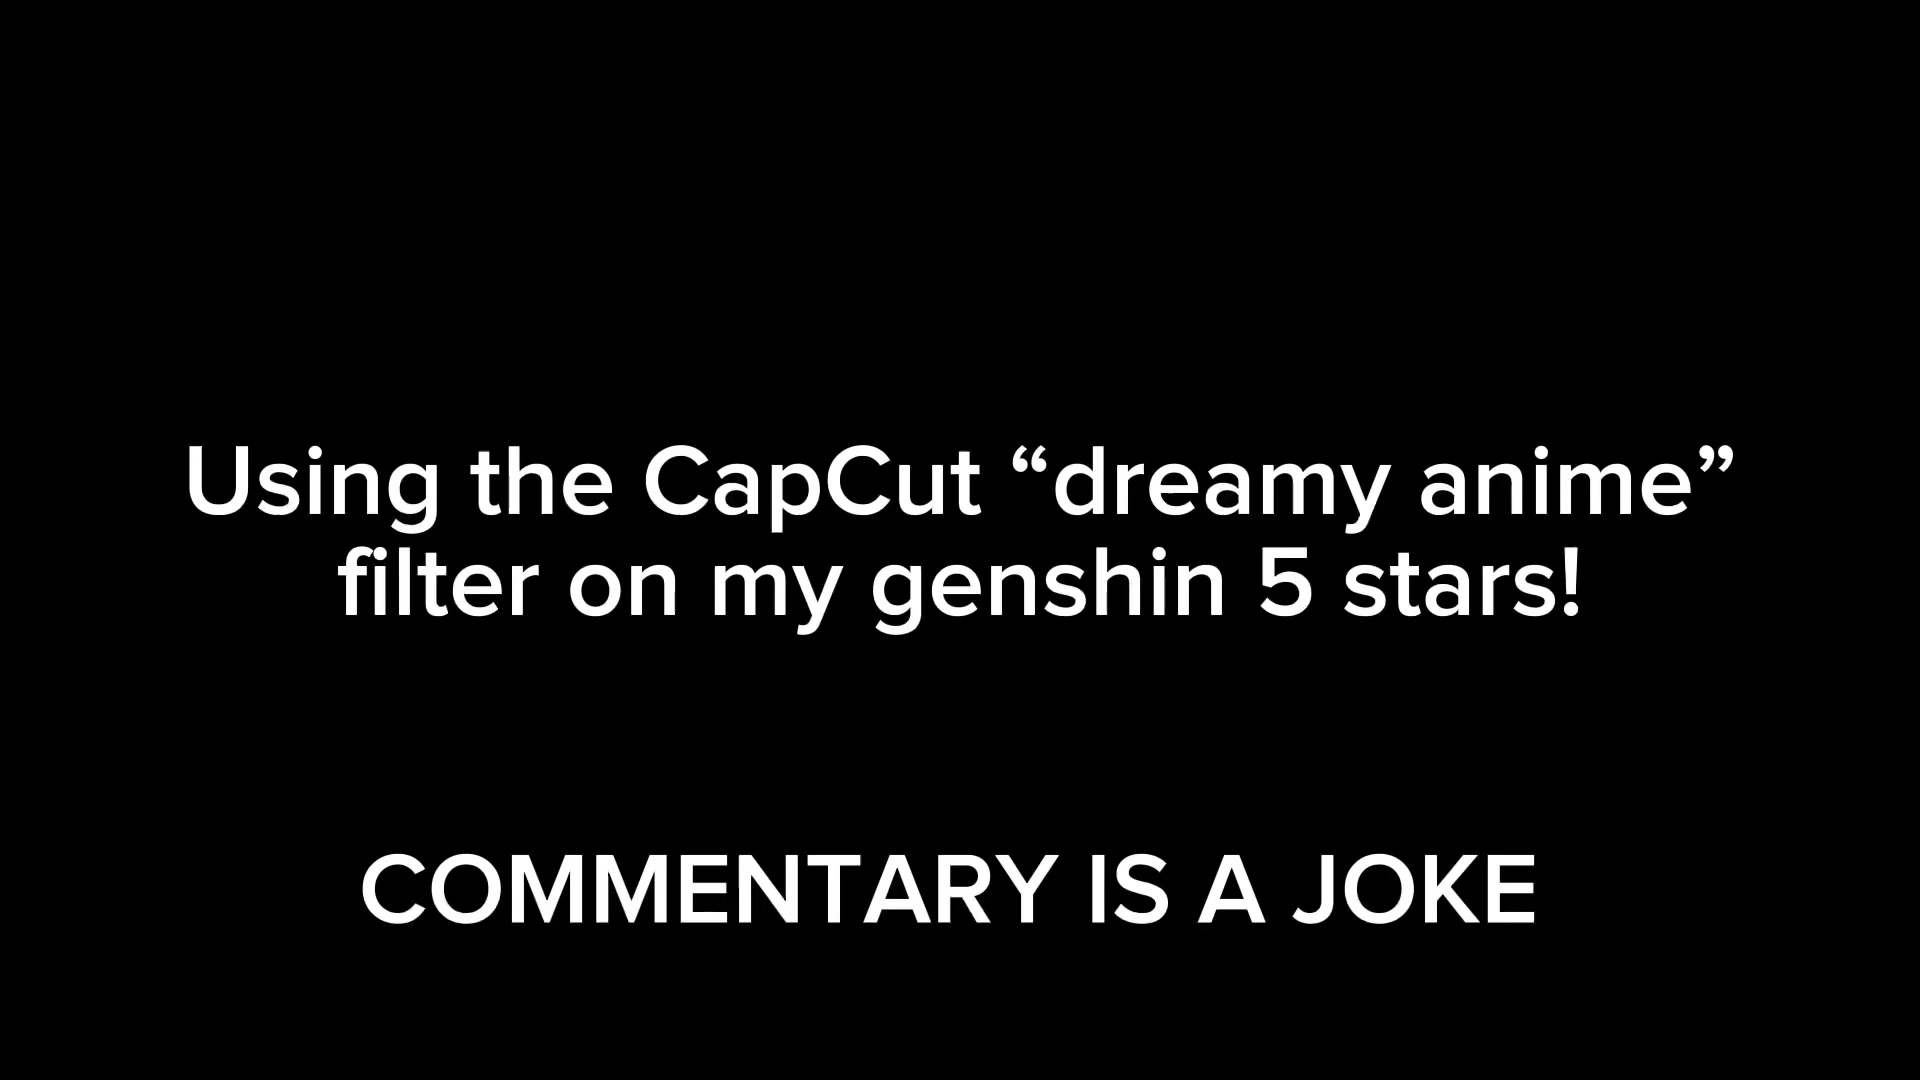 Using the CapCut “dreamy anime”
filter on my genshin 5 stars!
COMMENTARY IS A JOKE